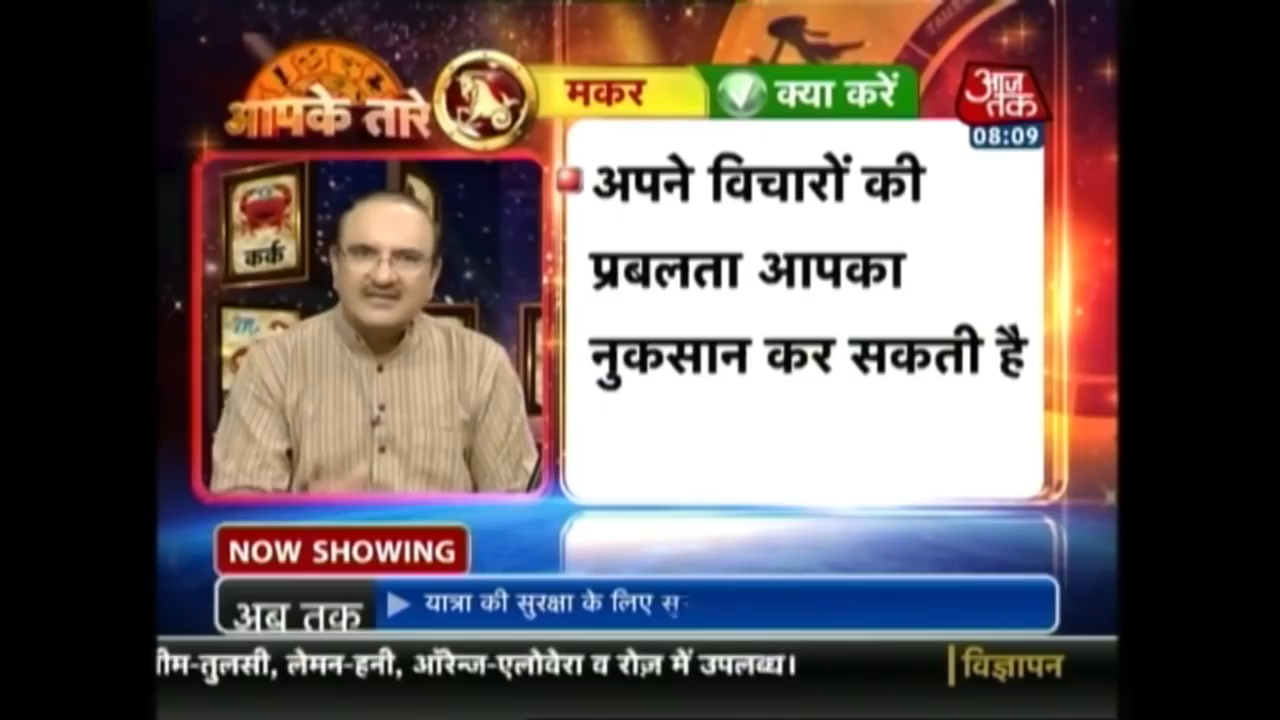 आपके तारे
मकर
क्या करें
आज
तक
08:09
अपने विचारों की
प्रबलता आपका
नुकसान कर सकती है
कर्क
NOW SHOWING
अब तक
यात्रा की सुरक्षा के लिए
तुलसी, लेमन-हनी, ऑरेन्ज-एलोवेरा व रोज़ में उपलब्ध।
विज्ञापन